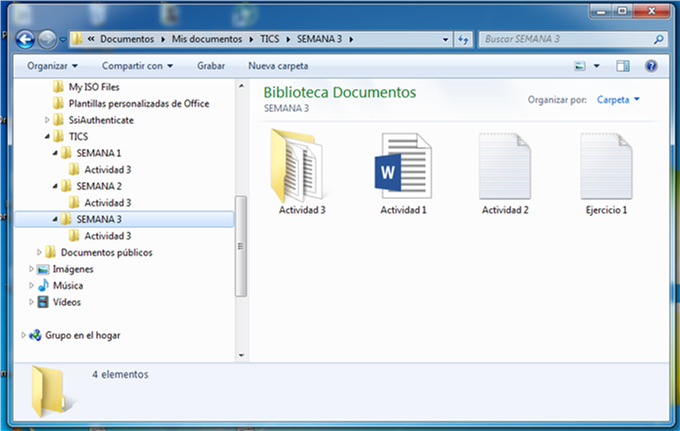 « Documentos ▸ Mis documentos ▸ TICS ▸ SEMANA 3 ▸
Buscar SEMANA 3
Organizar Compartir con Grabar Nueva carpeta
My ISO Files
Plantillas personalizadas de Office
SsiAuthenticate
TICS
SEMANA 1
Actividad 3
SEMANA 2
Actividad 3
SEMANA 3
Actividad 3
Documentos públicos
Imágenes
Música
Vídeos
Grupo en el hogar
Biblioteca Documentos
SEMANA 3
Organizar por: Carpeta
Actividad 3
W
Actividad 1
Actividad 2
Ejercicio 1
4 elementos